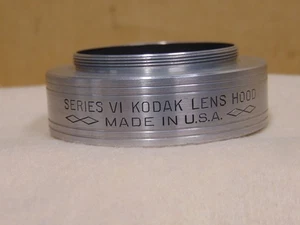 SERIES VI KODAK LENS HOOD
MADE IN U.S.A.